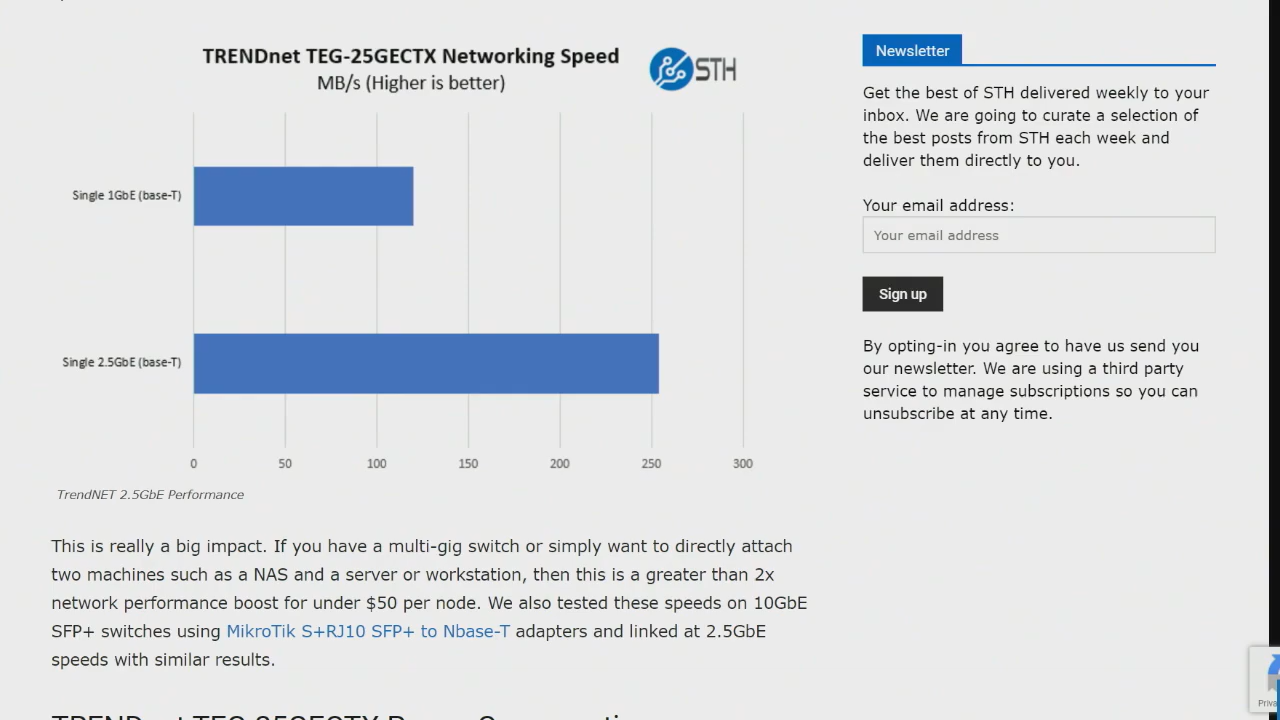 TRENDnet TEG-25GECTX Networking Speed
MB/s (Higher is better)
STH
Single 1GbE (base-T)
Single 2.5GbE (base-T)
0 50 100 150 200 250 300
TrendNET 2.5GbE Performance
This is really a big impact. If you have a multi-gig switch or simply want to directly attach
two machines such as a NAS and a server or workstation, then this is a greater than 2x
network performance boost for under $50 per node. We also tested these speeds on 10GbE
SFP+ switches using MikroTik S+RJ10 SFP+ to Nbase-T adapters and linked at 2.5GbE
speeds with similar results.
Newsletter
Get the best of STH delivered weekly to your
inbox. We are going to curate a selection of
the best posts from STH each week and
deliver them directly to you.
Your email address:
Your email address
Sign up
By opting-in you agree to have us send you
our newsletter. We are using a third party
service to manage subscriptions so you can
unsubscribe at any time.